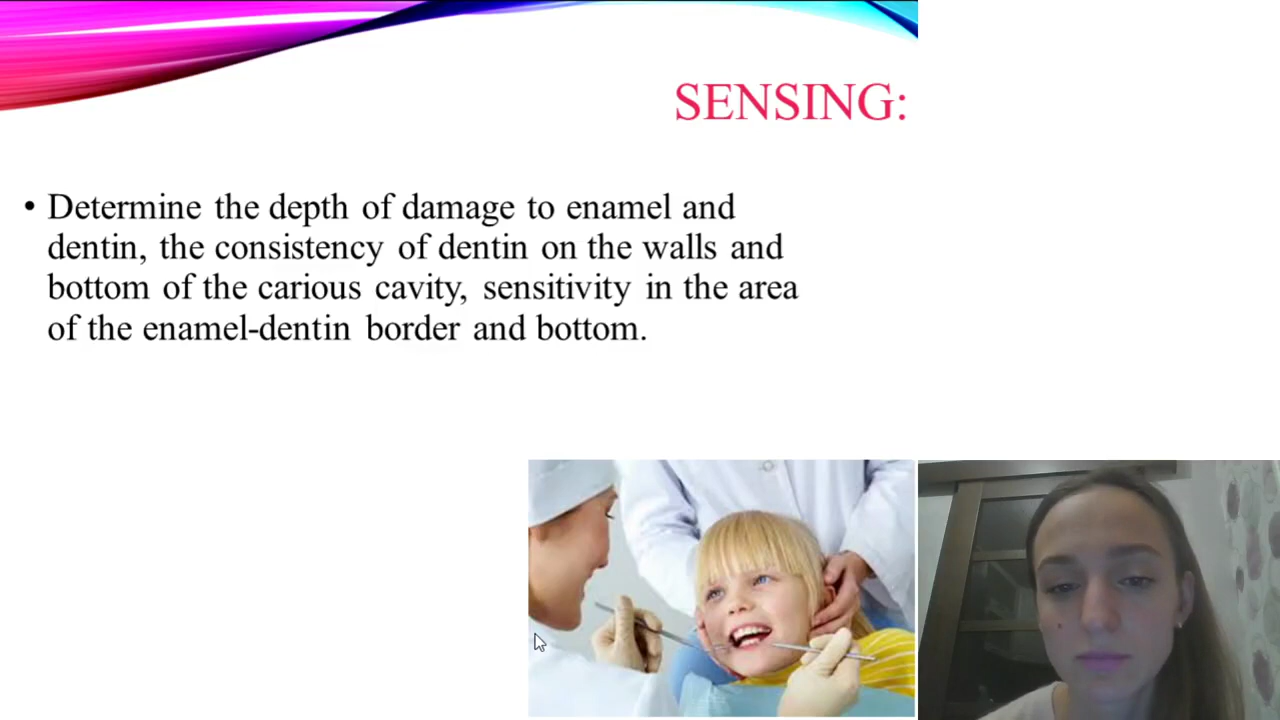 SENSING:
• Determine the depth of damage to enamel and
dentin, the consistency of dentin on the walls and
bottom of the carious cavity, sensitivity in the area
of the enamel-dentin border and bottom.